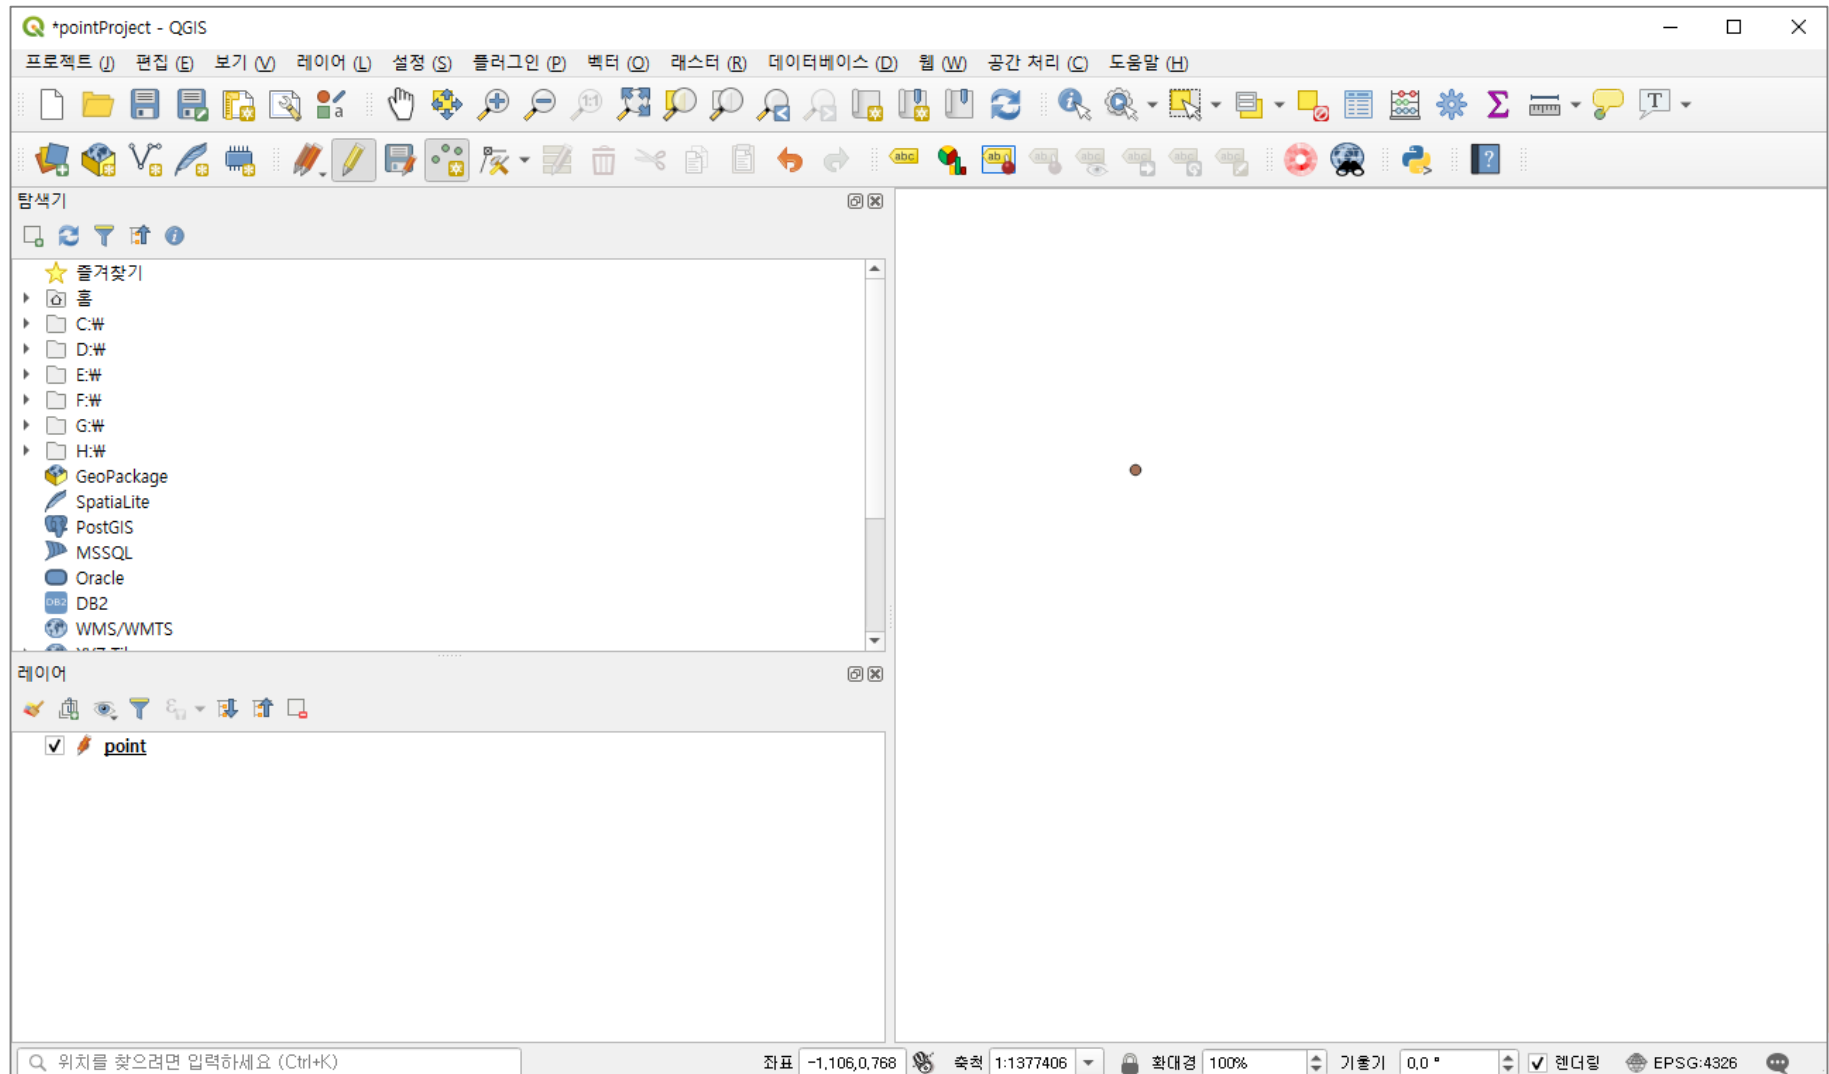 *pointProject - QGIS
프로젝트 (J) 편집 (E) 보기 (V) 레이어 (L) 설정 (S) 플러그인 (P) 벡터 (O) 래스터 (R) 데이터베이스 (D) 웹 (W) 공간 처리 (C) 도움말 (H)
탐색기
즐겨찾기
홈
C:₩
D:₩
E:₩
F:₩
G:₩
H:₩
GeoPackage
SpatiaLite
PostGIS
MSSQL
Oracle
DB2
WMS/WMTS
레이어
point
위치를 찾으려면 입력하세요 (Ctrl+K) 좌표 -1,106,0,768 축척 1:1377406 확대경 100% 기울기 0,0 ° 렌더링 EPSG:4326